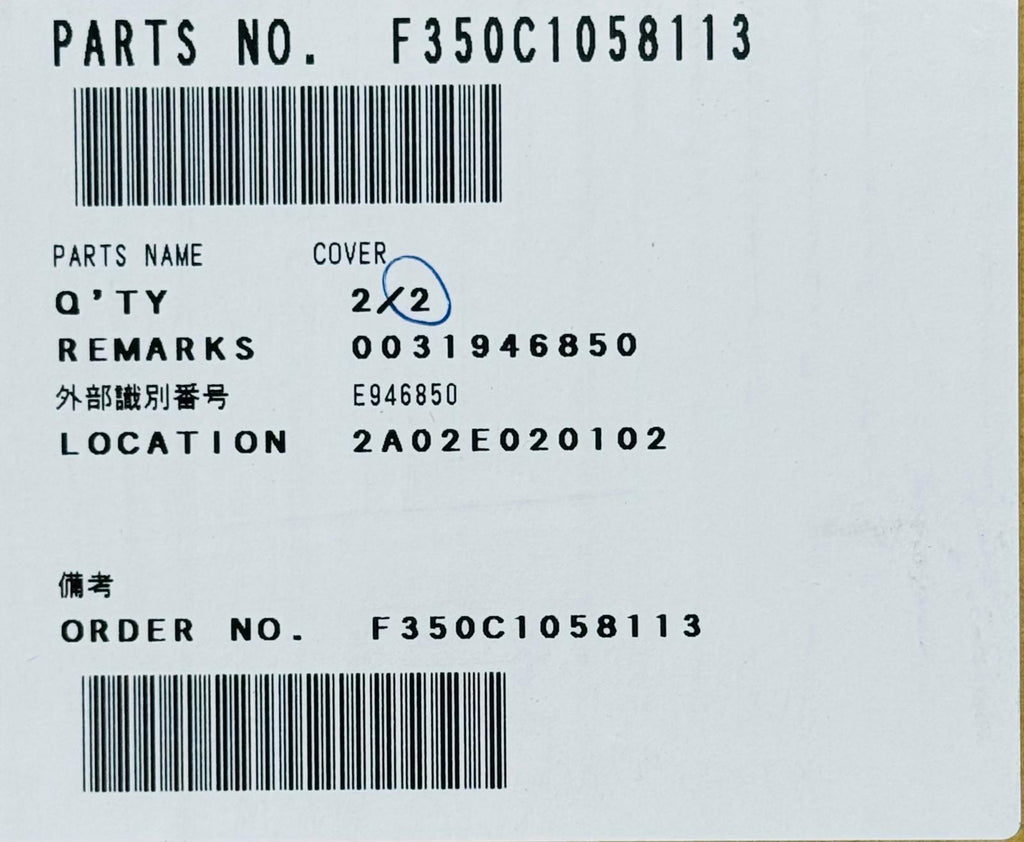 PARTS NO. F350C1058113
PARTS NAME COVER
Q'TY 2/2
REMARKS 0031946850
外部識別番号 E946850
LOCATION 2A02E020102
備考
ORDER NO. F350C1058113